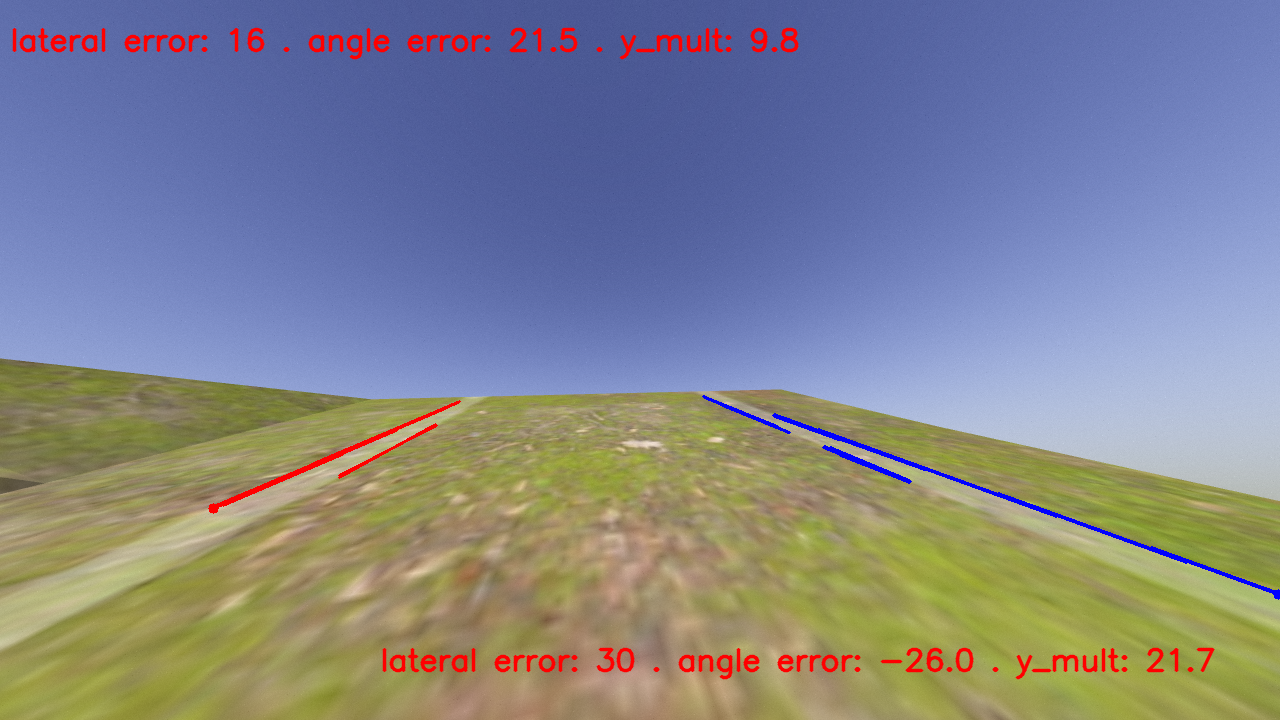 lateral error: 16 . angle error: 21.5 . y_mult: 9.8
lateral error: 30 . angle error: -26.0 . y_mult: 21.7